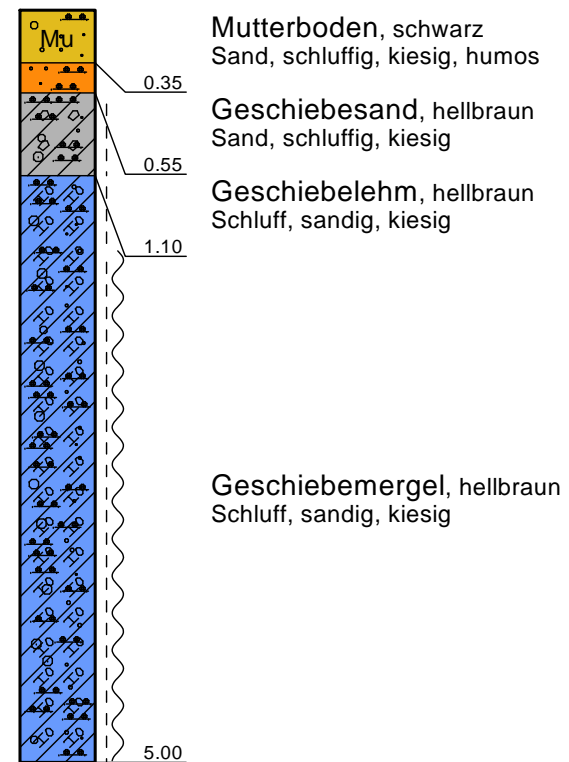 Mu
Mutterboden, schwarz
Sand, schluffig, kiesig, humos
0.35
Geschiebesand, hellbraun
Sand, schluffig, kiesig
0.55
Geschiebelehm, hellbraun
Schluff, sandig, kiesig
1.10
Geschiebemergel, hellbraun
Schluff, sandig, kiesig
5.00